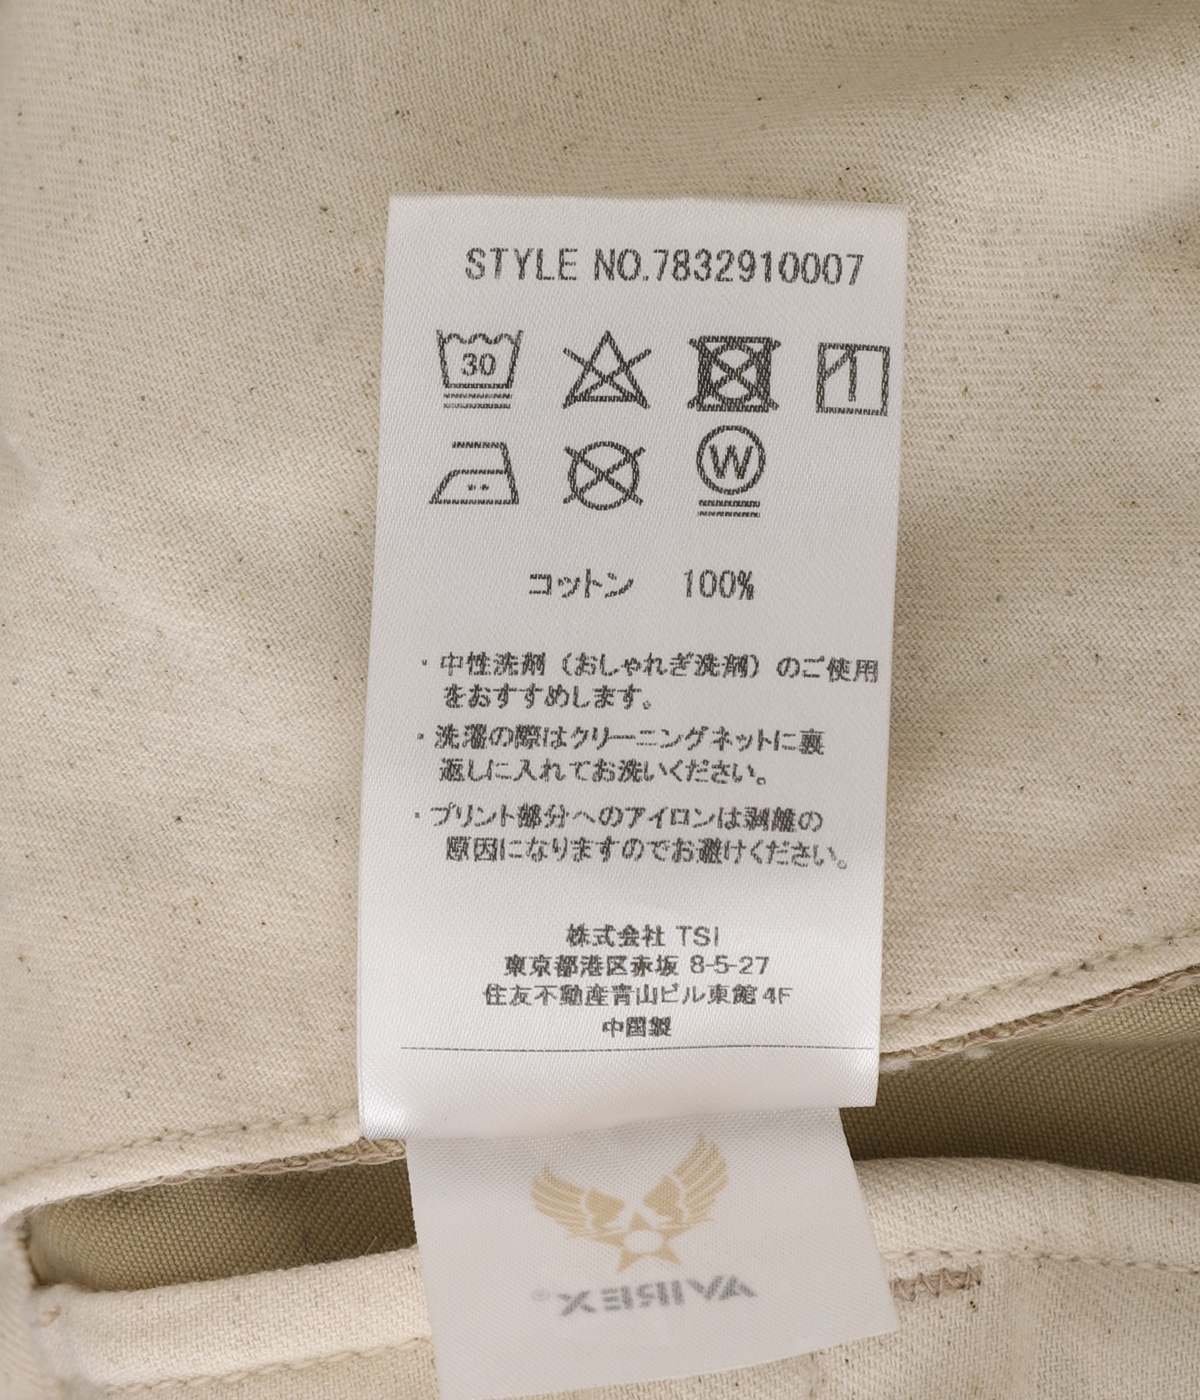 STYLE NO.7832910007
30
W
コットン 100%
・中性洗剤（おしゃれぎ洗剤）のご使用
をおすすめします。
・洗濯の際はクリーニングネットに裏
返しに入れてお洗いください。
・プリント部分へのアイロンは剥離の
原因になりますのでお避けください。
株式会社 TSI
東京都港区赤坂 8-5-27
住友不動産青山ビル東館 4F
中国製
AVIREX